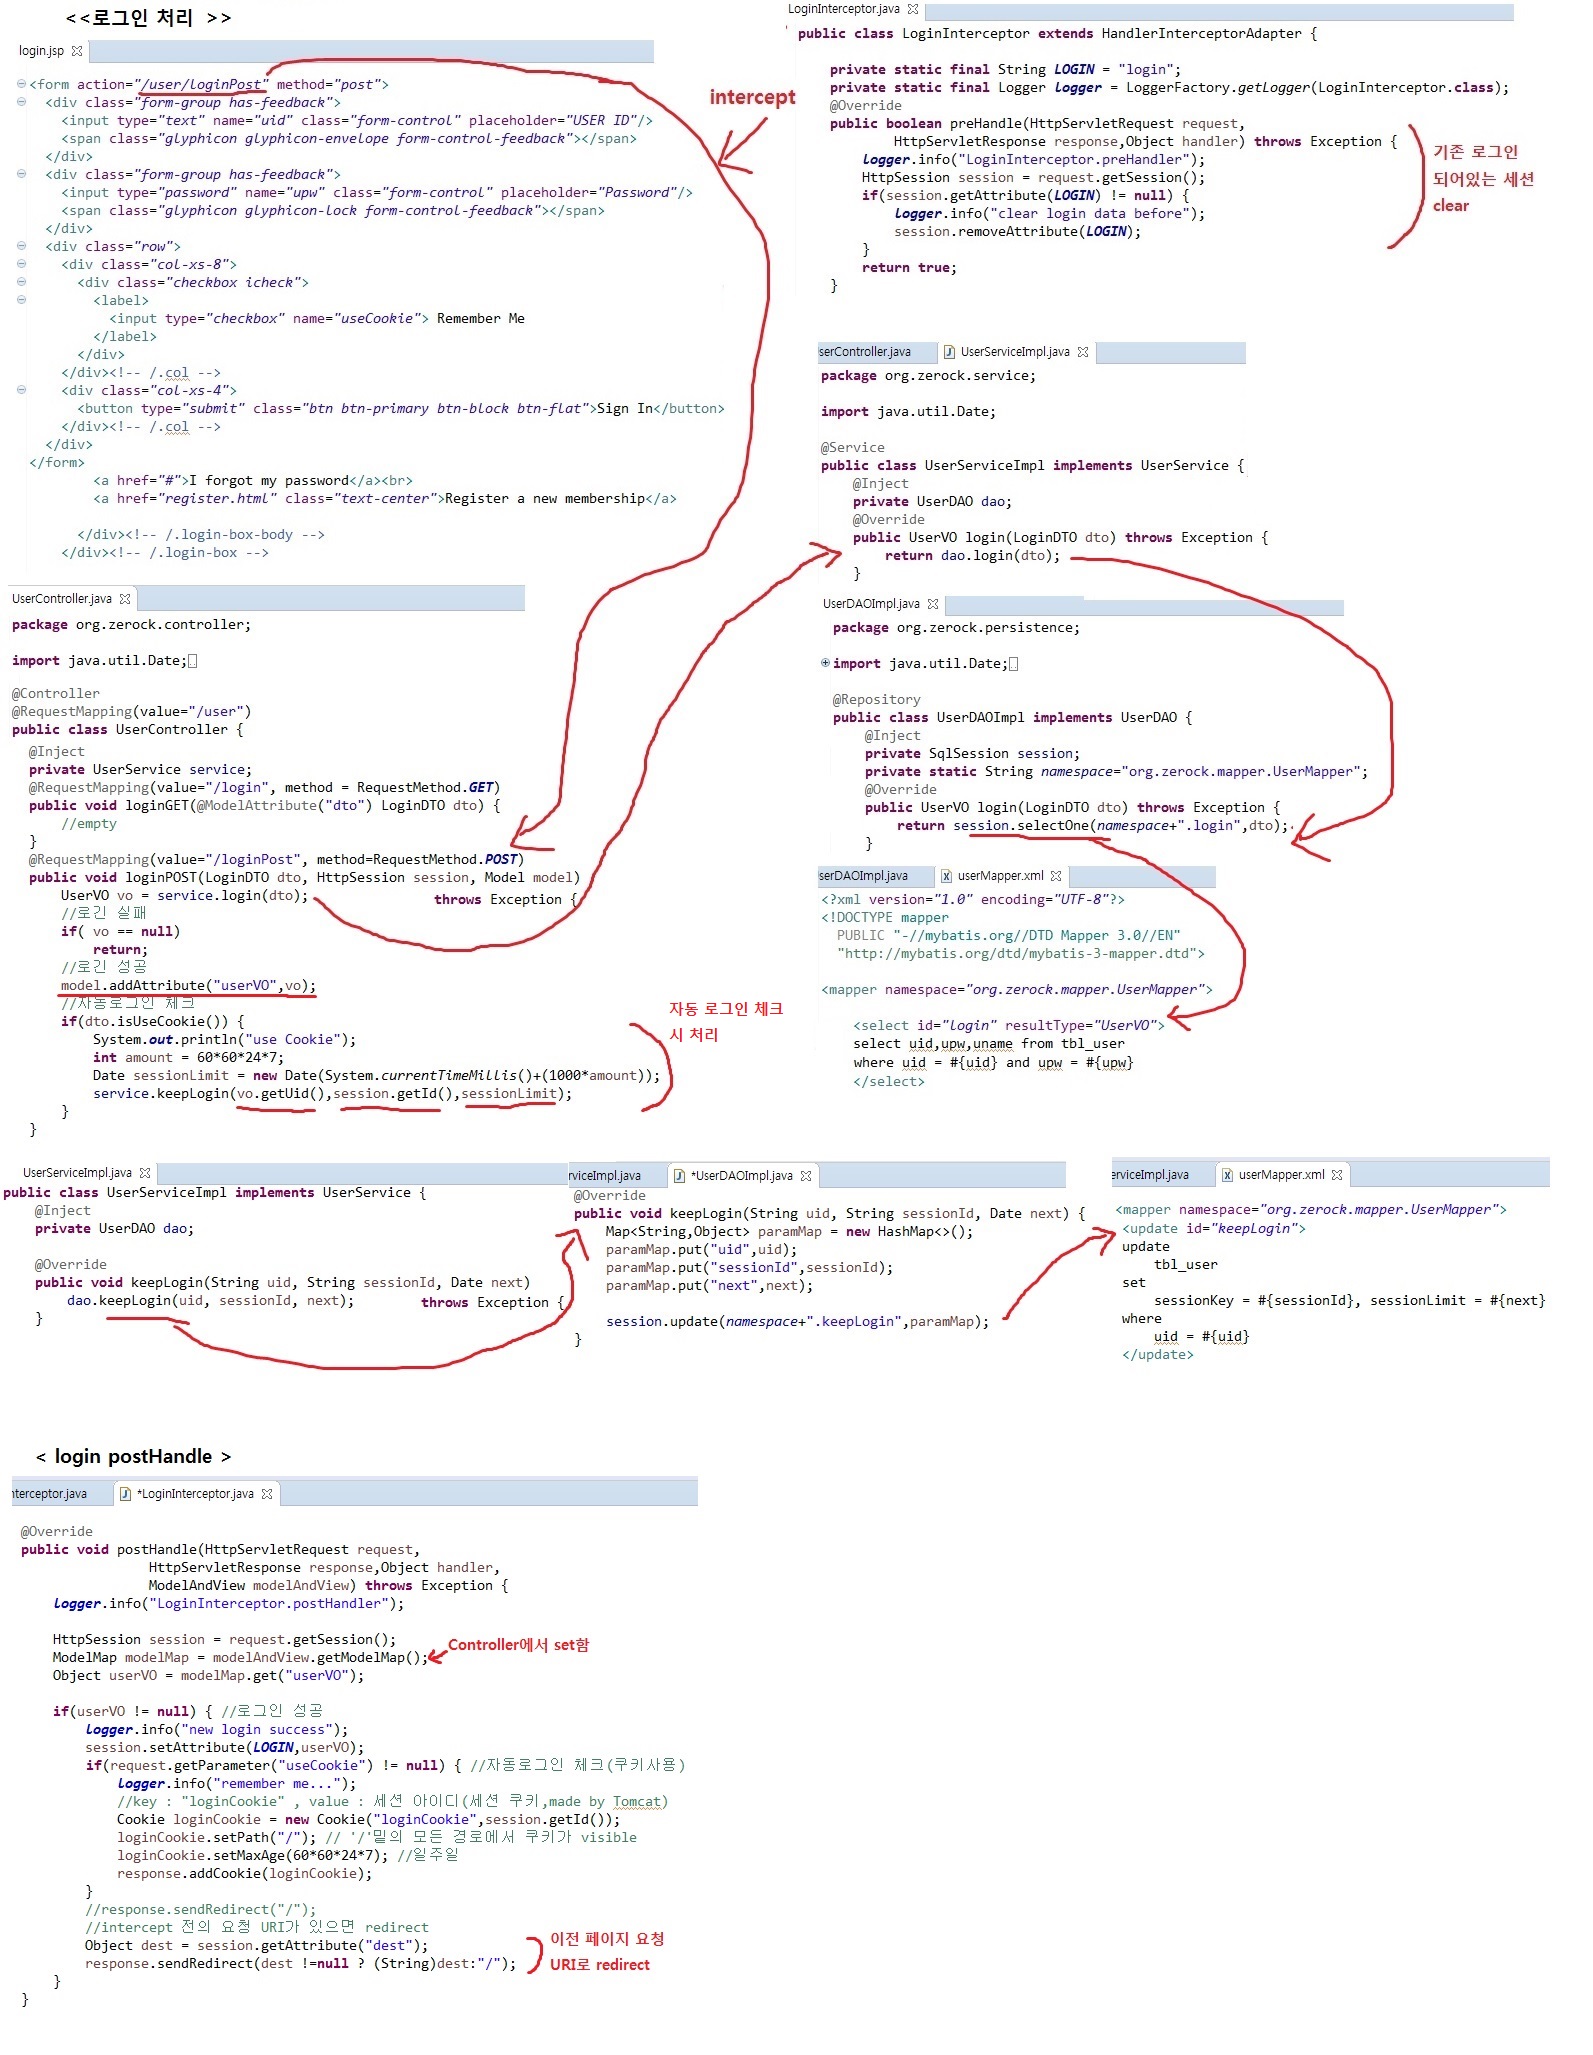 <<로그인 처리 >>
login.jsp
<form action="/user/loginPost" method="post">
<div class="form-group has-feedback">
<input type="text" name="uid" class="form-control" placeholder="USER ID"/>
<span class="glyphicon glyphicon-envelope form-control-feedback"></span>
</div>
<div class="form-group has-feedback">
<input type="password" name="upw" class="form-control" placeholder="Password"/>
<span class="glyphicon glyphicon-lock form-control-feedback"></span>
</div>
<div class="row">
<div class="col-xs-8">
<div class="checkbox icheck">
<label>
<input type="checkbox" name="useCookie"> Remember Me
</label>
</div>
</div><!-- /.col -->
<div class="col-xs-4">
<button type="submit" class="btn btn-primary btn-block btn-flat">Sign In</button>
</div><!-- /.col -->
</div>
</form>
<a href="#">I forgot my password</a><br>
<a href="register.html" class="text-center">Register a new membership</a>
</div><!-- /.login-box-body -->
</div><!-- /.login-box -->
intercept
LoginInterceptor.java
public class LoginInterceptor extends HandlerInterceptorAdapter {
private static final String LOGIN = "login";
private static final Logger logger = LoggerFactory.getLogger(LoginInterceptor.class);
@Override
public boolean preHandle(HttpServletRequest request,
HttpServletResponse response,Object handler) throws Exception {
logger.info("LoginInterceptor.preHandler");
HttpSession session = request.getSession();
if(session.getAttribute(LOGIN) != null) {
logger.info("clear login data before");
session.removeAttribute(LOGIN);
}
return true;
}
기존 로그인
되어있는 세션
clear
serController.java
UserServiceImpl.java
package org.zerock.service;
import java.util.Date;
@Service
public class UserServiceImpl implements UserService {
@Inject
private UserDAO dao;
@Override
public UserVO login(LoginDTO dto) throws Exception {
return dao.login(dto);
}
UserController.java
package org.zerock.controller;
import java.util.Date;
@Controller
@RequestMapping(value="/user")
public class UserController {
@Inject
private UserService service;
@RequestMapping(value="/login", method = RequestMethod.GET)
public void loginGET(@ModelAttribute("dto") LoginDTO dto) {
//empty
}
@RequestMapping(value="/loginPost", method=RequestMethod.POST)
public void loginPOST(LoginDTO dto, HttpSession session, Model model)
UserVO vo = service.login(dto); throws Exception {
//로긴 실패
if( vo == null)
return;
//로긴 성공
model.addAttribute("userVO",vo);
//자동로그인 체크
if(dto.isUseCookie()) {
System.out.println("use Cookie");
int amount = 60*60*24*7;
Date sessionLimit = new Date(System.currentTimeMillis()+(1000*amount));
service.keepLogin(vo.getUid(),session.getId(),sessionLimit);
}
}
자동 로그인 체크
시 처리
UserDAOImpl.java
package org.zerock.persistence;
import java.util.Date;
@Repository
public class UserDAOImpl implements UserDAO {
@Inject
private SqlSession session;
private static String namespace="org.zerock.mapper.UserMapper";
@Override
public UserVO login(LoginDTO dto) throws Exception {
return session.selectOne(namespace+".login",dto);
}
serDAOImpl.java
userMapper.xml
<?xml version="1.0" encoding="UTF-8"?>
<!DOCTYPE mapper
PUBLIC "-//mybatis.org//DTD Mapper 3.0//EN"
"http://mybatis.org/dtd/mybatis-3-mapper.dtd">
<mapper namespace="org.zerock.mapper.UserMapper">
<select id="login" resultType="UserVO">
select uid,upw,uname from tbl_user
where uid = #{uid} and upw = #{upw}
</select>
UserServiceImpl.java
public class UserServiceImpl implements UserService {
@Inject
private UserDAO dao;
@Override
public void keepLogin(String uid, String sessionId, Date next)
dao.keepLogin(uid, sessionId, next); throws Exception {
}
rviceImpl.java
*UserDAOImpl.java
@Override
public void keepLogin(String uid, String sessionId, Date next) {
Map<String,Object> paramMap = new HashMap<>();
paramMap.put("uid",uid);
paramMap.put("sessionId",sessionId);
paramMap.put("next",next);
session.update(namespace+".keepLogin",paramMap);
}
erviceImpl.java
userMapper.xml
<mapper namespace="org.zerock.mapper.UserMapper">
<update id="keepLogin">
update
tbl_user
set
sessionKey = #{sessionId}, sessionLimit = #{next}
where
uid = #{uid}
</update>
< login postHandle >
nterceptor.java
*LoginInterceptor.java
@Override
public void postHandle(HttpServletRequest request,
HttpServletResponse response,Object handler,
ModelAndView modelAndView) throws Exception {
logger.info("LoginInterceptor.postHandler");
HttpSession session = request.getSession();
ModelMap modelMap = modelAndView.getModelMap();
Object userVO = modelMap.get("userVO");
Controller에서 set함
if(userVO != null) { //로그인 성공
logger.info("new login success");
session.setAttribute(LOGIN,userVO);
if(request.getParameter("useCookie") != null) { //자동로그인 체크(쿠키사용)
logger.info("remember me...");
//key : "loginCookie" , value : 세션 아이디(세션 쿠키,made by Tomcat)
Cookie loginCookie = new Cookie("loginCookie",session.getId());
loginCookie.setPath("/"); // '/'밑의 모든 경로에서 쿠키가 visible
loginCookie.setMaxAge(60*60*24*7); //일주일
response.addCookie(loginCookie);
}
//response.sendRedirect("/");
//intercept 전의 요청 URI가 있으면 redirect
Object dest = session.getAttribute("dest");
response.sendRedirect(dest !=null ? (String)dest:"/");
}
}
이전 페이지 요청
URI로 redirect